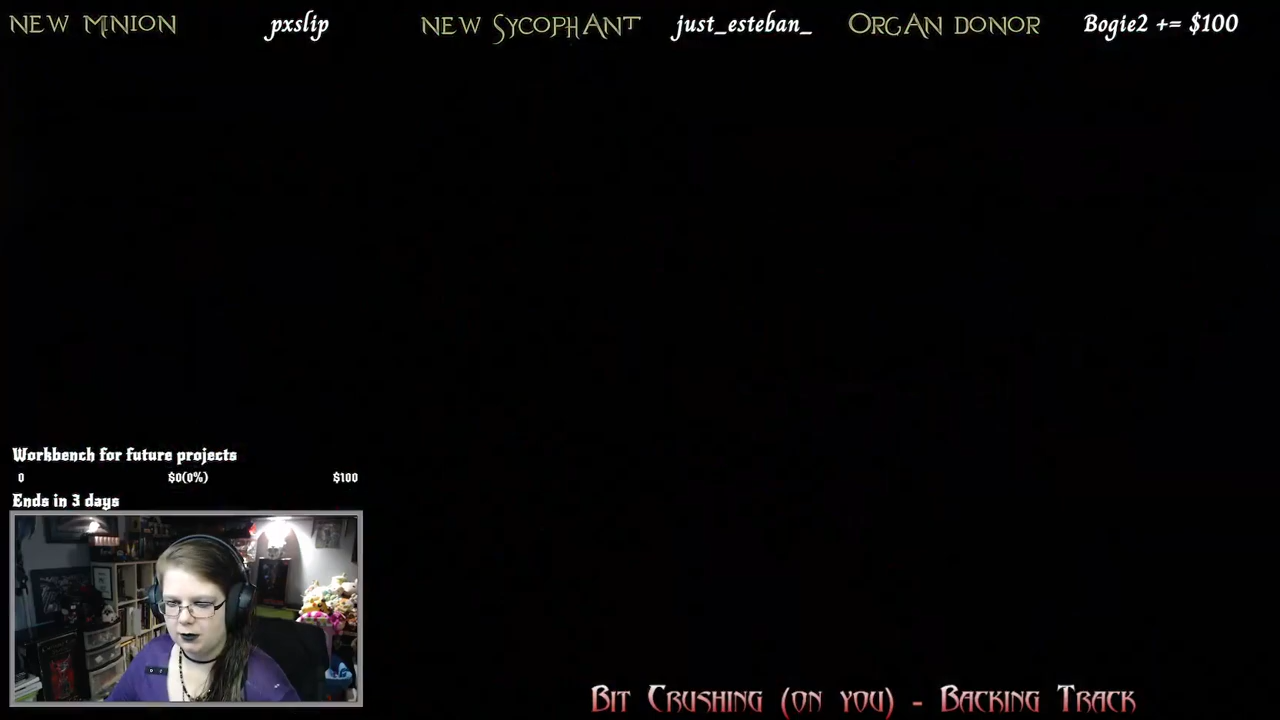 NEW MINION pxslip NEW SYCOPHANT just_esteban_ ORGAN DONOR Bogie2 += $100
Workbench for future projects
0 $0(0%) $100
Ends in 3 days
Bit Crushing (on you) - Backing Track